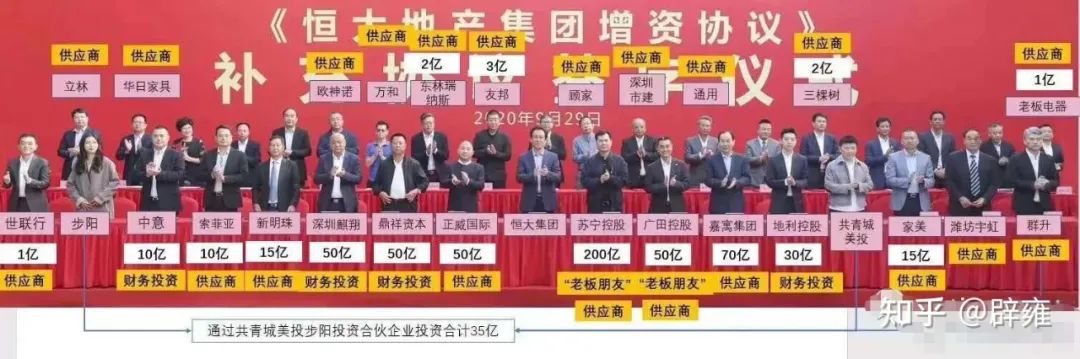 《恒大地产集团增资协议》
补充协议签字仪式
2020年9月29日
供应商
立林
供应商
华日家具
供应商
欧神诺
供应商
万和
供应商
2亿
东林瑞
纳斯
供应商
3亿
友邦
供应商
顾家
供应商
深圳
市建
供应商
通用
供应商
2亿
三棵树
供应商
1亿
老板电器
世联行
1亿
供应商
步阳
中意
10亿
财务投资
索菲亚
10亿
供应商
新明珠
15亿
供应商
深圳麒翔
50亿
财务投资
鼎祥资本
50亿
财务投资
正威国际
50亿
供应商
恒大集团
苏宁控股
200亿
“老板朋友”
供应商
广田控股
50亿
“老板朋友”
供应商
嘉寓集团
70亿
供应商
地利控股
30亿
财务投资
共青城
美投
家美
15亿
供应商
潍坊宇虹
供应商
群升
供应商
通过共青城美投步阳投资合伙企业投资合计35亿
知乎 @辟雍